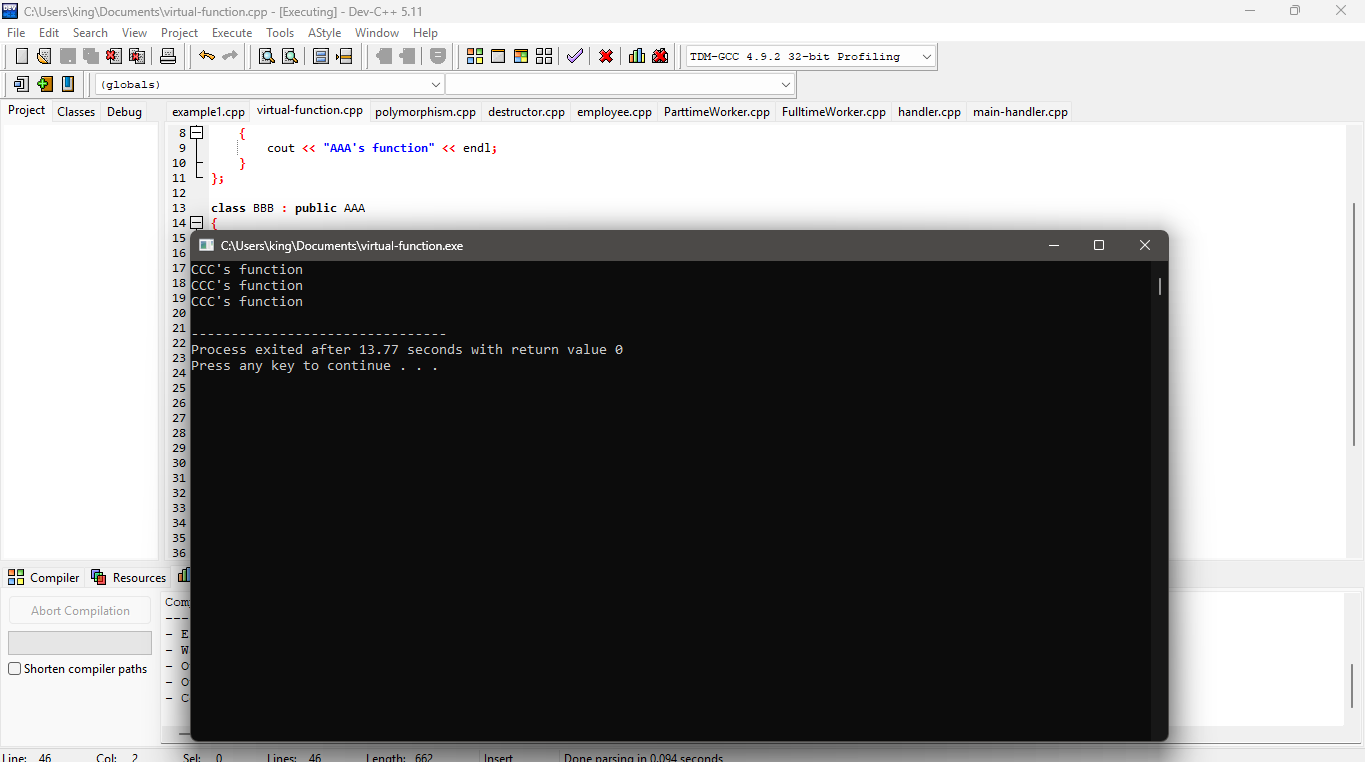 C:\Users\king\Documents\virtual-function.cpp - [Executing] - Dev-C++ 5.11
File Edit Search View Project Execute Tools AStyle Window Help
TDM-GCC 4.9.2 32-bit Profiling
(globals)
Project Classes Debug example1.cpp virtual-function.cpp polymorphism.cpp destructor.cpp employee.cpp ParttimeWorker.cpp FulltimeWorker.cpp handler.cpp main-handler.cpp
8 {
9 cout << "AAA's function" << endl;
10 }
11 };
12
13 class BBB : public AAA
14 {
15
C:\Users\king\Documents\virtual-function.exe
16
17
18
19
20
21
22
23
24
25
26
27
28
29
30
31
32
33
34
35
36
CCC's function
CCC's function
CCC's function
--------------------------------
Process exited after 13.77 seconds with return value 0
Press any key to continue . . .
Compiler Resources
Abort Compilation
Shorten compiler paths
Line: 46 Col: 2 Sel: 0 Lines: 46 Length: 662 Insert Done parsing in 0.094 seconds